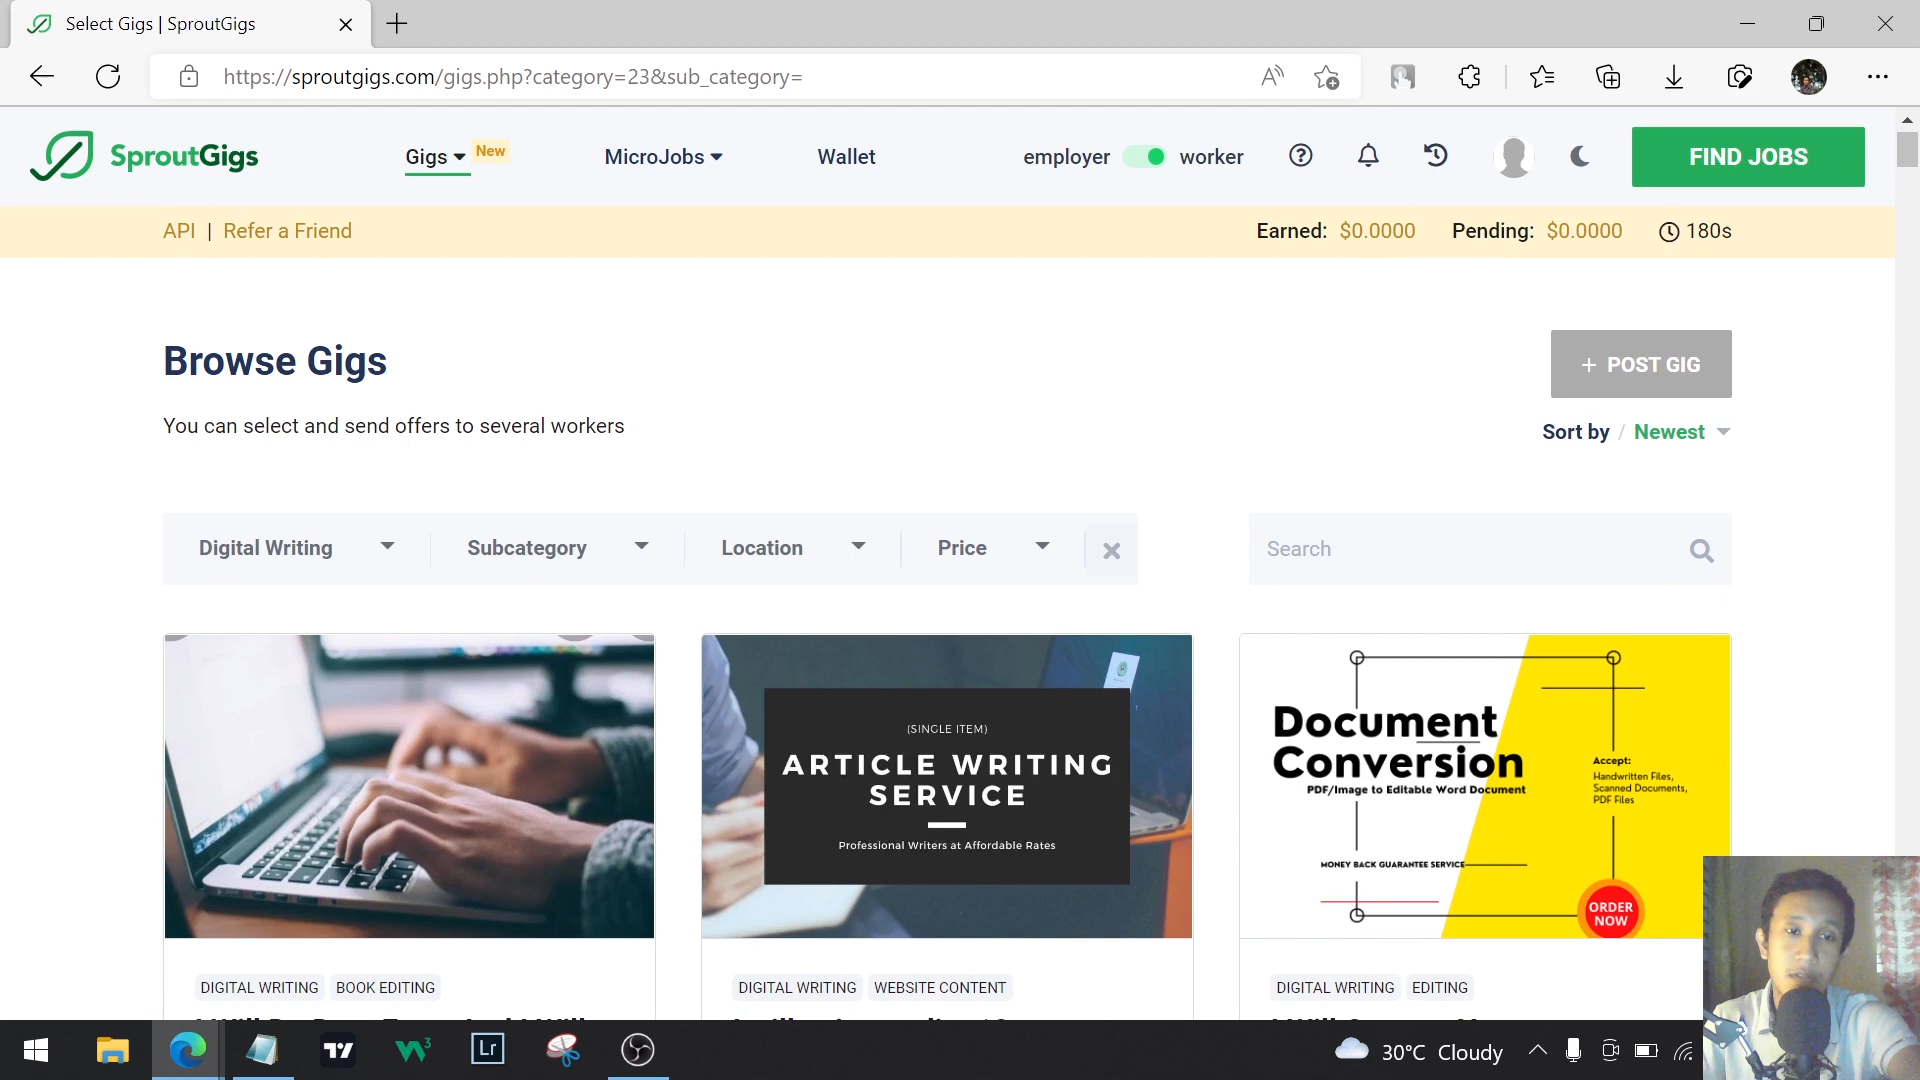 Select Gigs | SproutGigs
https://sproutgigs.com/gigs.php?category=23&sub_category=
SproutGigs
Gigs
New
MicroJobs
Wallet
employer
worker
FIND JOBS
API | Refer a Friend
Earned: $0.0000
Pending: $0.0000
180s
Browse Gigs
+ POST GIG
You can select and send offers to several workers
Sort by / Newest
Digital Writing
Subcategory
Location
Price
Search
(SINGLE ITEM)
ARTICLE WRITING
SERVICE
Professional Writers at Affordable Rates
Document
Conversion
PDF/Image to Editable Word Document
Accept:
Handwritten Files,
Scanned Documents,
PDF Files
MONEY BACK GUARANTEE SERVICE
ORDER
NOW
DIGITAL WRITING
BOOK EDITING
DIGITAL WRITING
WEBSITE CONTENT
DIGITAL WRITING
EDITING
Lr
30°C Cloudy